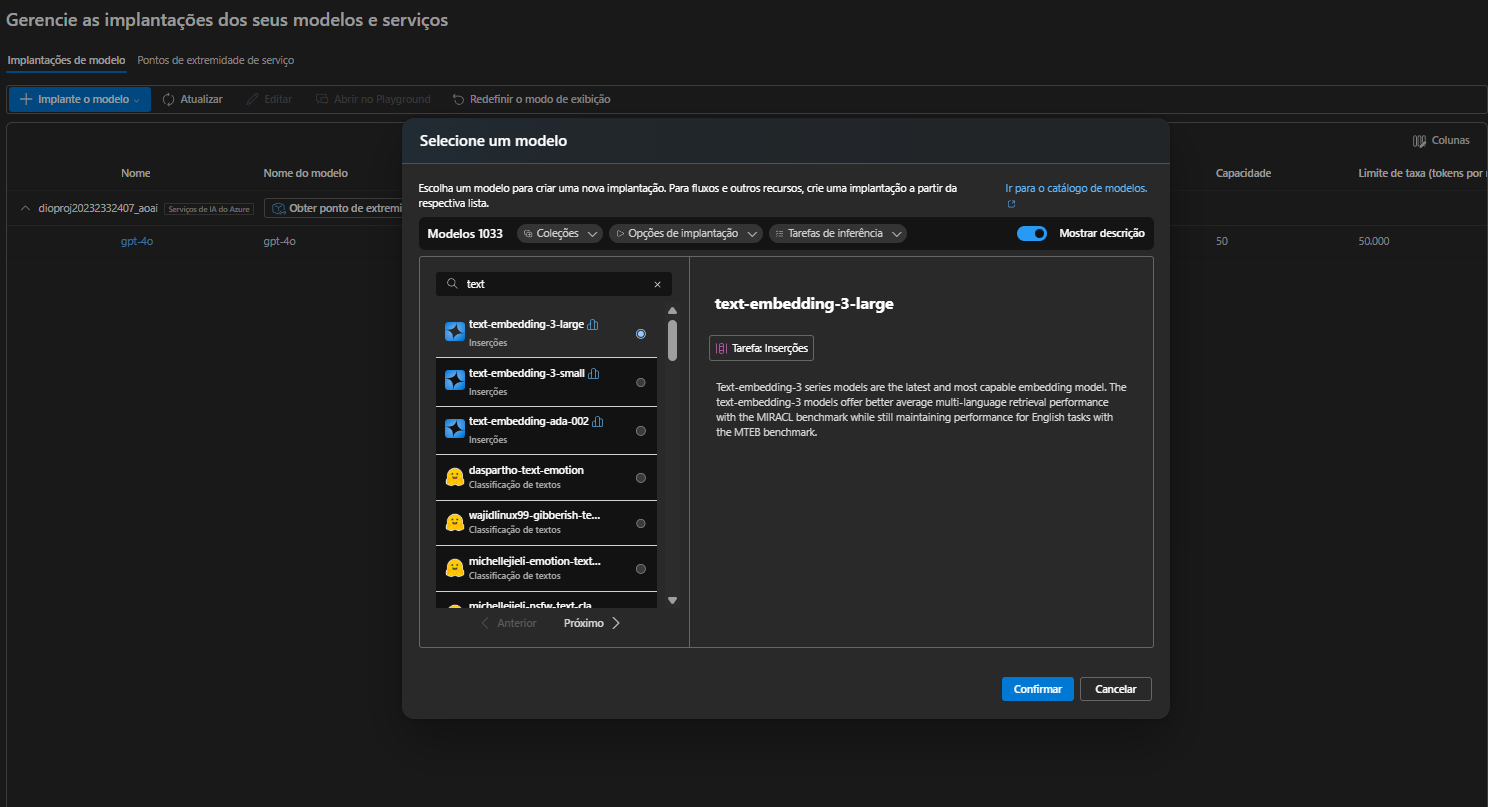 Gerencie as implantações dos seus modelos e serviços
Implantações de modelo Pontos de extremidade de serviço
Implante o modelo Atualizar Editar Abrir no Playground Redefinir o modo de exibição
Colunas
Nome Nome do modelo Capacidade Limite de taxa (tokens por
dioproj20232332407_aoai Serviços de IA do Azure Obter ponto de extremi
gpt-4o gpt-4o 50 50.000
Selecione um modelo
Escolha um modelo para criar uma nova implantação. Para fluxos e outros recursos, crie uma implantação a partir da
respectiva lista.
Ir para o catálogo de modelos.
Modelos 1033 Coleções Opções de implantação Tarefas de inferência Mostrar descrição
text
text-embedding-3-large
Inserções
text-embedding-3-small
Inserções
text-embedding-ada-002
Inserções
daspartho-text-emotion
Classificação de textos
wajidlinux99-gibberish-te...
Classificação de textos
michellejieli-emotion-text...
Classificação de textos
michellejieli-nsfw-text-cla
Anterior Próximo
text-embedding-3-large
Tarefa: Inserções
Text-embedding-3 series models are the latest and most capable embedding model. The
text-embedding-3 models offer better average multi-language retrieval performance
with the MIRACL benchmark while still maintaining performance for English tasks with
the MTEB benchmark.
Confirmar Cancelar